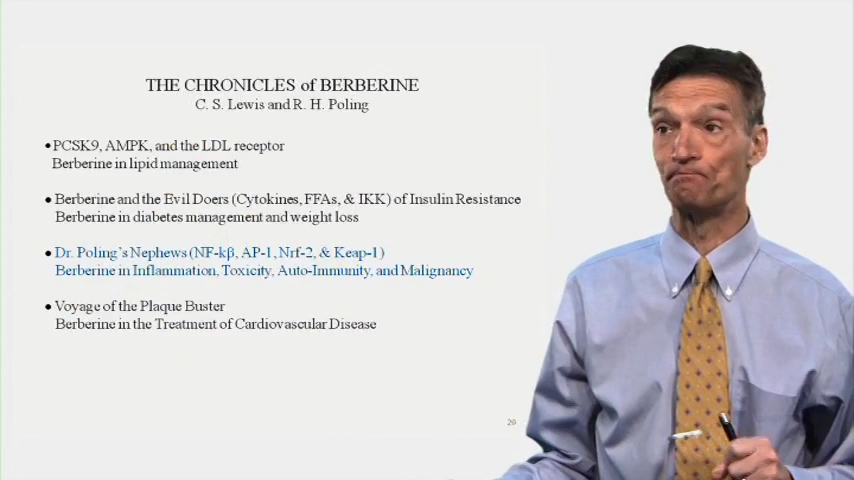 THE CHRONICLES of BERBERINE
C. S. Lewis and R. H. Poling
• PCSK9, AMPK, and the LDL receptor
Berberine in lipid management
• Berberine and the Evil Doers (Cytokines, FFAs, & IKK) of Insulin Resistance
Berberine in diabetes management and weight loss
• Dr. Poling's Nephews (NF-kβ, AP-1, Nrf-2, & Keap-1)
Berberine in Inflammation, Toxicity, Auto-Immunity, and Malignancy
• Voyage of the Plaque Buster
Berberine in the Treatment of Cardiovascular Disease
20